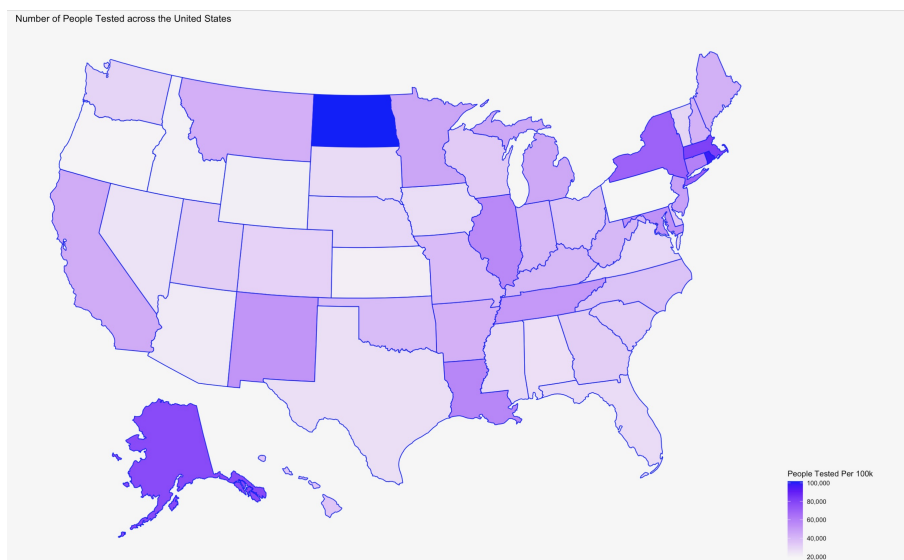 Number of People Tested across the United States
People Tested Per 100k
100,000
80,000
60,000
40,000
20,000